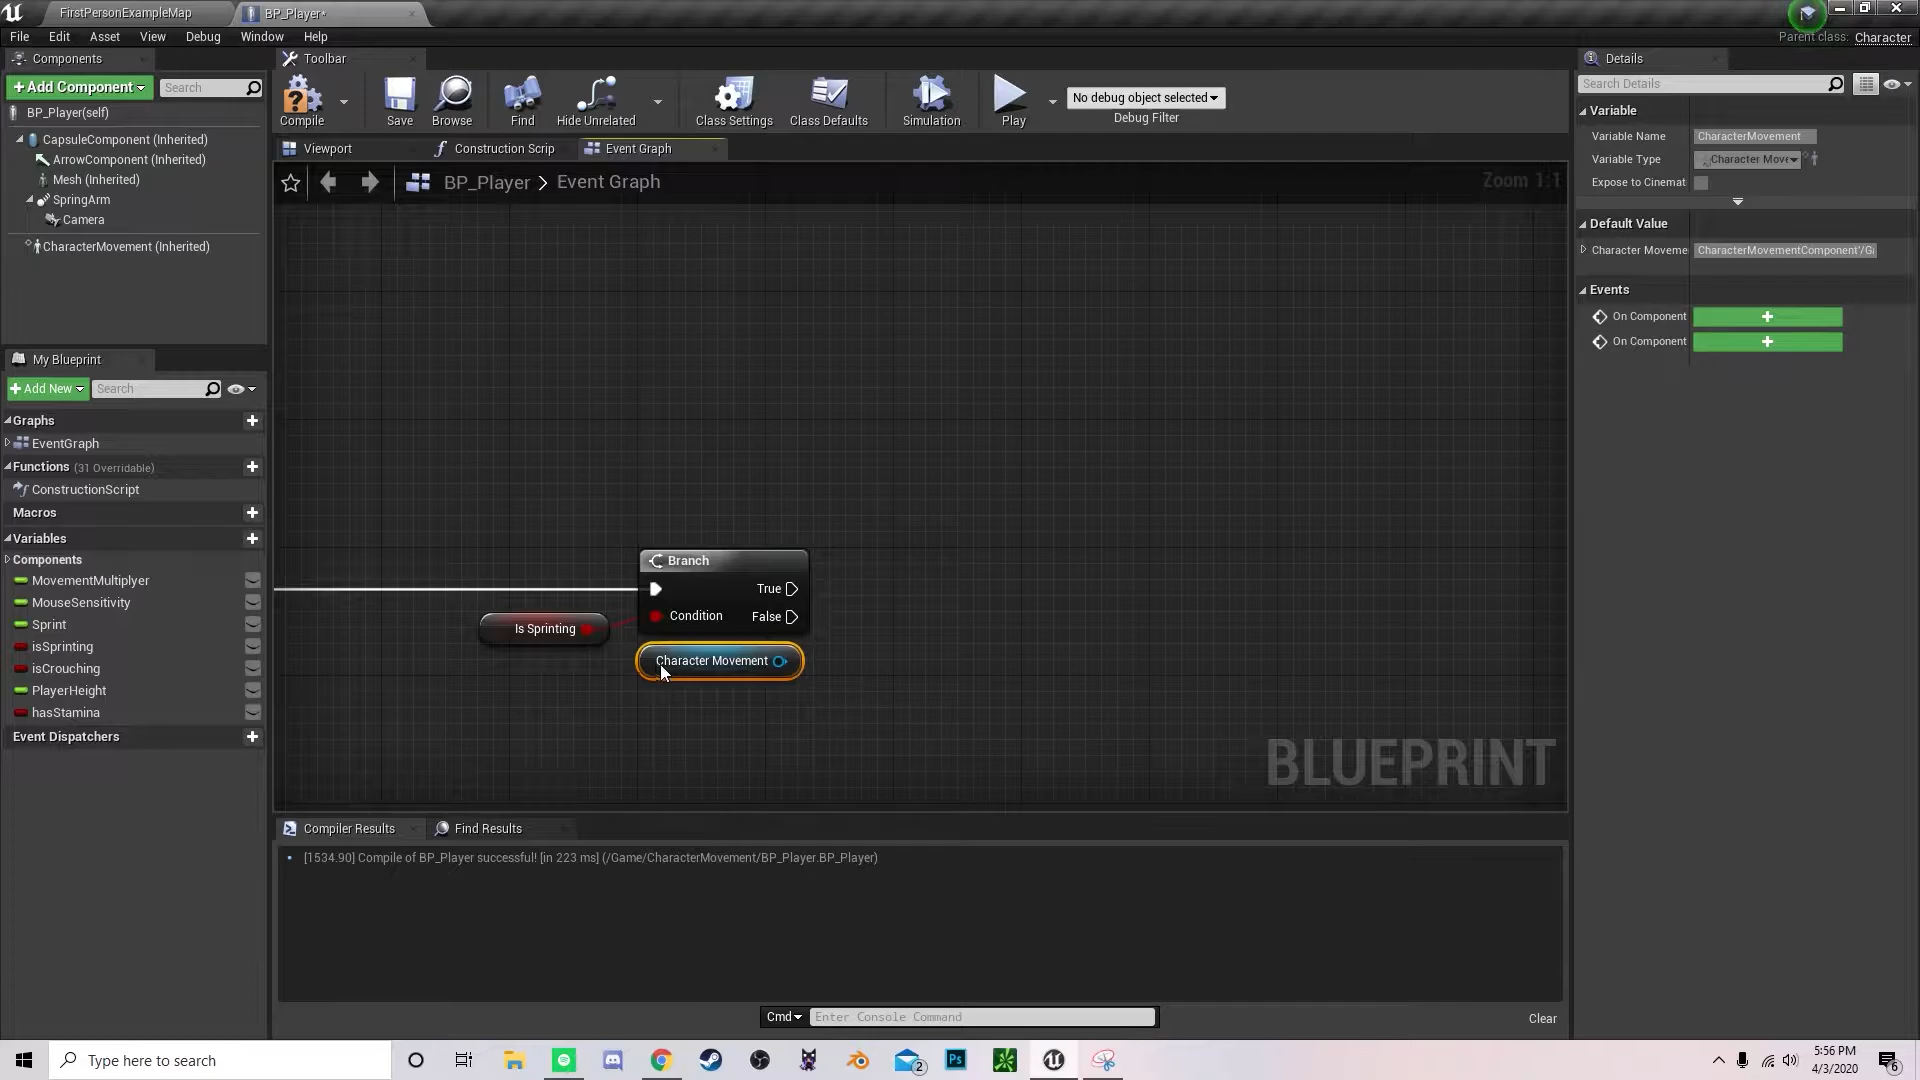 FirstPersonExampleMap
BP_Player*
File Edit Asset View Debug Window Help
Parent class: Character
Components
Toolbar
Details
+Add Component
Search
BP_Player(self)
CapsuleComponent (Inherited)
ArrowComponent (Inherited)
Mesh (Inherited)
SpringArm
Camera
CharacterMovement (Inherited)
Compile
Save
Browse
Find
Hide Unrelated
Class Settings
Class Defaults
Simulation
Play
No debug object selected
Debug Filter
Viewport
Construction Scrip
Event Graph
BP_Player > Event Graph
Zoom 1:1
Search Details
Variable
Variable Name CharacterMovement
Variable Type Character Move
Expose to Cinemat
Default Value
Character Moveme CharacterMovementComponent'/G
Events
On Component +
On Component +
My Blueprint
+Add New
Search
Graphs
EventGraph
Functions (31 Overridable)
ConstructionScript
Macros
Variables
Components
MovementMultiplyer
MouseSensitivity
Sprint
isSprinting
isCrouching
PlayerHeight
hasStamina
Event Dispatchers
Branch
True
Condition False
Is Sprinting
Character Movement
BLUEPRINT
Compiler Results
Find Results
[1534.90] Compile of BP_Player successful! [in 223 ms] (/Game/CharacterMovement/BP_Player.BP_Player)
Cmd
Enter Console Command
Clear
Type here to search
2
Ps
5:56 PM
4/3/2020
6